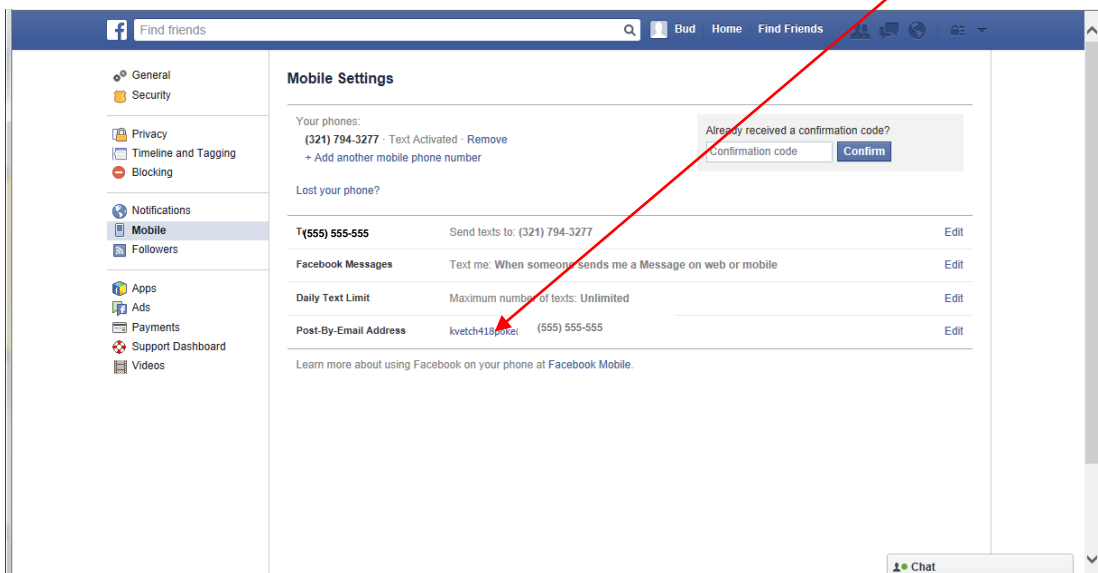 f Find friends Bud Home Find Friends
General
Security
Privacy
Timeline and Tagging
Blocking
Notifications
Mobile
Followers
Apps
Ads
Payments
Support Dashboard
Videos
Mobile Settings
Your phones:
(321) 794-3277 · Text Activated · Remove
+ Add another mobile phone number
Lost your phone?
Already received a confirmation code?
Confirmation code Confirm
T(555) 555-555 Send texts to: (321) 794-3277 Edit
Facebook Messages Text me: When someone sends me a Message on web or mobile Edit
Daily Text Limit Maximum number of texts: Unlimited Edit
Post-By-Email Address kvetch418poke (555) 555-555 Edit
Learn more about using Facebook on your phone at Facebook Mobile.
Chat